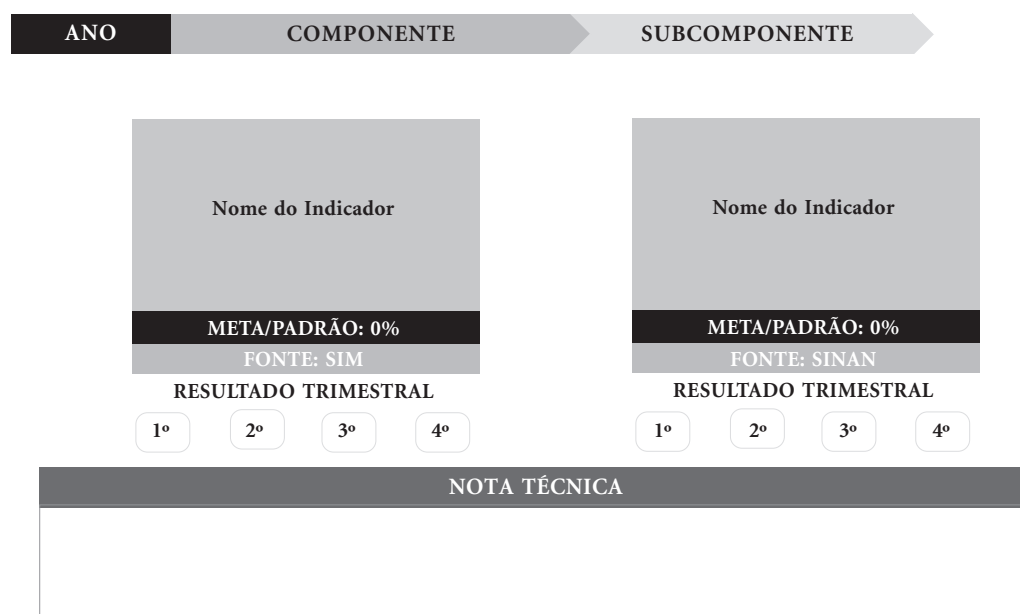 ANO COMPONENTE SUBCOMPONENTE
Nome do Indicador
META/PADRÃO: 0%
FONTE: SIM
RESULTADO TRIMESTRAL
1º 2º 3º 4º
Nome do Indicador
META/PADRÃO: 0%
FONTE: SINAN
RESULTADO TRIMESTRAL
1º 2º 3º 4º
NOTA TÉCNICA